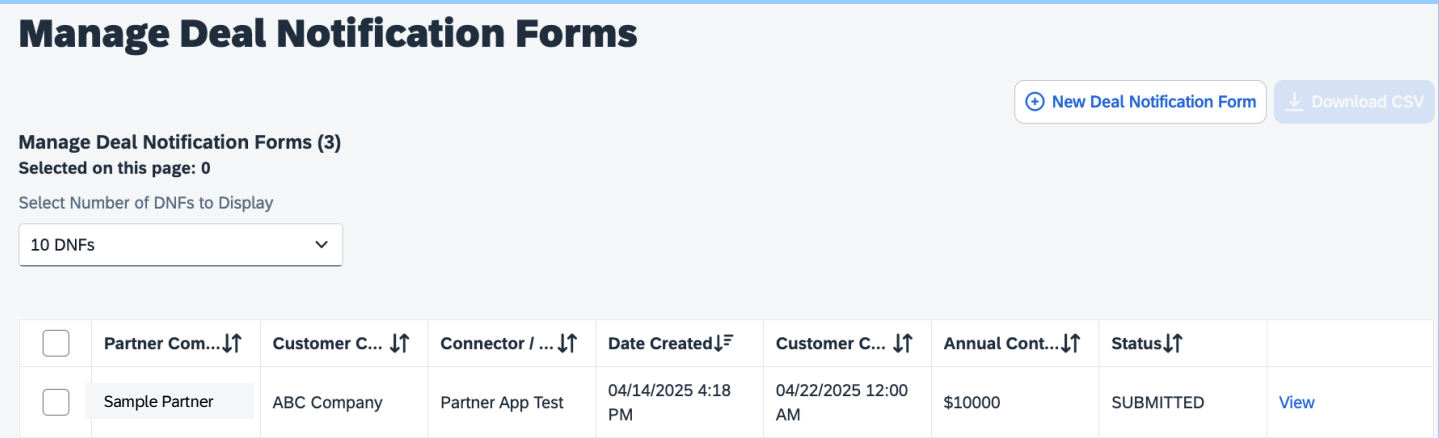 Manage Deal Notification Forms
New Deal Notification Form
Download CSV
Manage Deal Notification Forms (3)
Selected on this page: 0
Select Number of DNFs to Display
10 DNFs
Partner Com... Customer C... Connector / ... Date Created Customer C... Annual Cont... Status
Sample Partner ABC Company Partner App Test 04/14/2025 4:18 PM 04/22/2025 12:00 AM $10000 SUBMITTED View